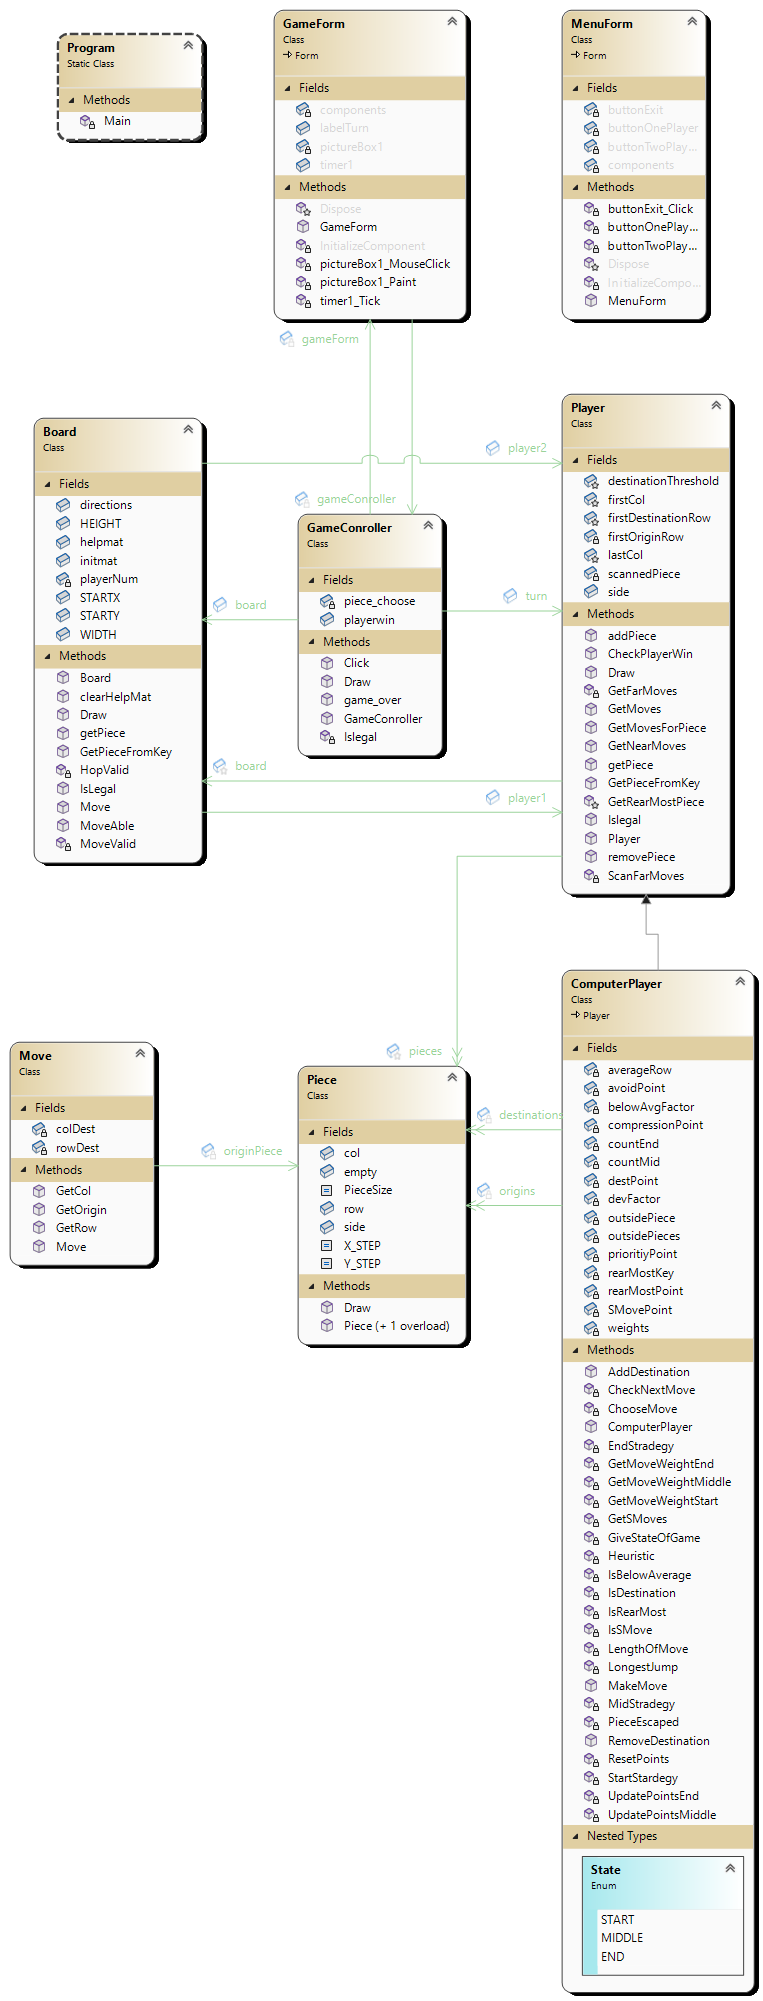 Program
Static Class
Methods
Main
GameForm
Class
Form
Fields
components
labelTurn
pictureBox1
timer1
Methods
Dispose
GameForm
InitializeComponent
pictureBox1_MouseClick
pictureBox1_Paint
timer1_Tick
MenuForm
Class
Form
Fields
buttonExit
buttonOnePlayer
buttonTwoPlay...
components
Methods
buttonExit_Click
buttonOnePlay...
buttonTwoPlay...
Dispose
InitializeCompo...
MenuForm
gameForm
gameConroller
player2
board
turn
board
player1
Board
Class
Fields
directions
HEIGHT
helpmat
initmat
playerNum
STARTX
STARTY
WIDTH
Methods
Board
clearHelpMat
Draw
getPiece
GetPieceFromKey
HopValid
IsLegal
Move
MoveAble
MoveValid
GameConroller
Class
Fields
piece_choose
playerwin
Methods
Click
Draw
game_over
GameConroller
Islegal
Player
Class
Fields
destinationThreshold
firstCol
firstDestinationRow
firstOriginRow
lastCol
scannedPiece
side
Methods
addPiece
CheckPlayerWin
Draw
GetFarMoves
GetMoves
GetMovesForPiece
GetNearMoves
getPiece
GetPieceFromKey
GetRearMostPiece
Islegal
Player
removePiece
ScanFarMoves
pieces
destinations
origins
originPiece
Move
Class
Fields
colDest
rowDest
Methods
GetCol
GetOrigin
GetRow
Move
Piece
Class
Fields
col
empty
PieceSize
row
side
X_STEP
Y_STEP
Methods
Draw
Piece (+ 1 overload)
ComputerPlayer
Class
Player
Fields
averageRow
avoidPoint
belowAvgFactor
compressionPoint
countEnd
countMid
destPoint
devFactor
outsidePiece
outsidePieces
prioritiyPoint
rearMostKey
rearMostPoint
SMovePoint
weights
Methods
AddDestination
CheckNextMove
ChooseMove
ComputerPlayer
EndStradegy
GetMoveWeightEnd
GetMoveWeightMiddle
GetMoveWeightStart
GetSMoves
GiveStateOfGame
Heuristic
IsBelowAverage
IsDestination
IsRearMost
IsSMove
LengthOfMove
LongestJump
MakeMove
MidStradegy
PieceEscaped
RemoveDestination
ResetPoints
StartStardegy
UpdatePointsEnd
UpdatePointsMiddle
Nested Types
State
Enum
START
MIDDLE
END